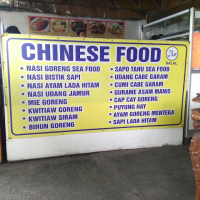 CHINESE FOOD
HALAL
• NASI GORENG SEA FOOD
• NASI BISTIK SAPI
• NASI AYAM LADA HITAM
• NASI UDANG JAMUR
• MIE GORENG
• KWITIAW GORENG
• KWITIAW SIRAM
• BIHUN GORENG
• SAPO TAHU SEA FOOD
• UDANG CABE GARAM
• CUMI CABE GARAM
• GURAME ASAM MANIS
• CAP CAY GORENG
• PUYUNG HAY
• AYAM GORENG MENTEGA
• SAPI LADA HITAM